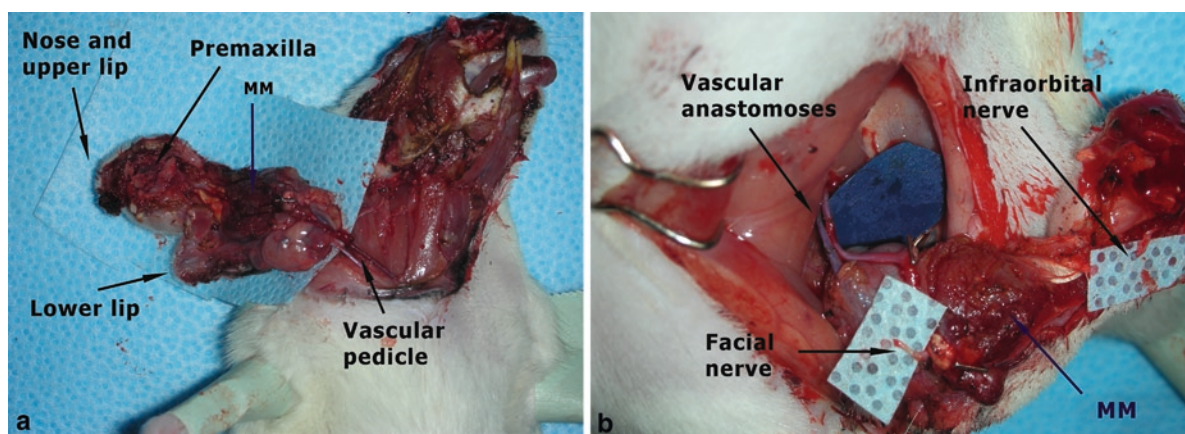 Nose and
upper lip
Premaxilla
MM
Lower lip
Vascular
pedicle
a
Vascular
anastomoses
Infraorbital
nerve
Facial
nerve
MM
b